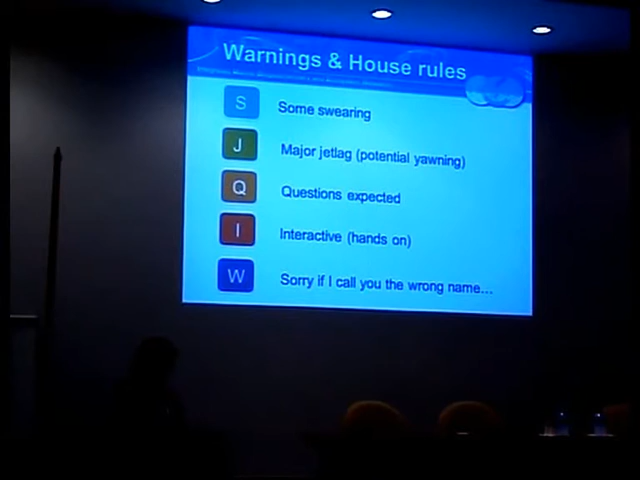 Warnings & House rules
S Some swearing
J Major jetlag (potential yawning)
Q Questions expected
I Interactive (hands on)
W Sorry if I call you the wrong name...